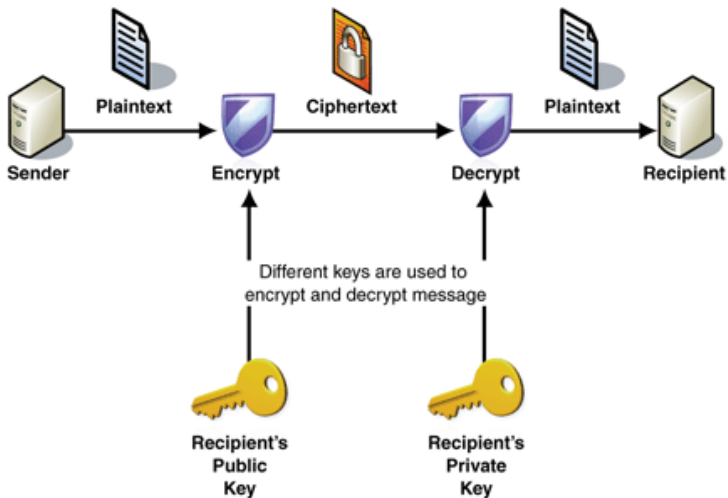 Plaintext
Ciphertext
Plaintext
Sender
Encrypt
Decrypt
Recipient
Different keys are used to
encrypt and decrypt message
Recipient's
Public
Key
Recipient's
Private
Key